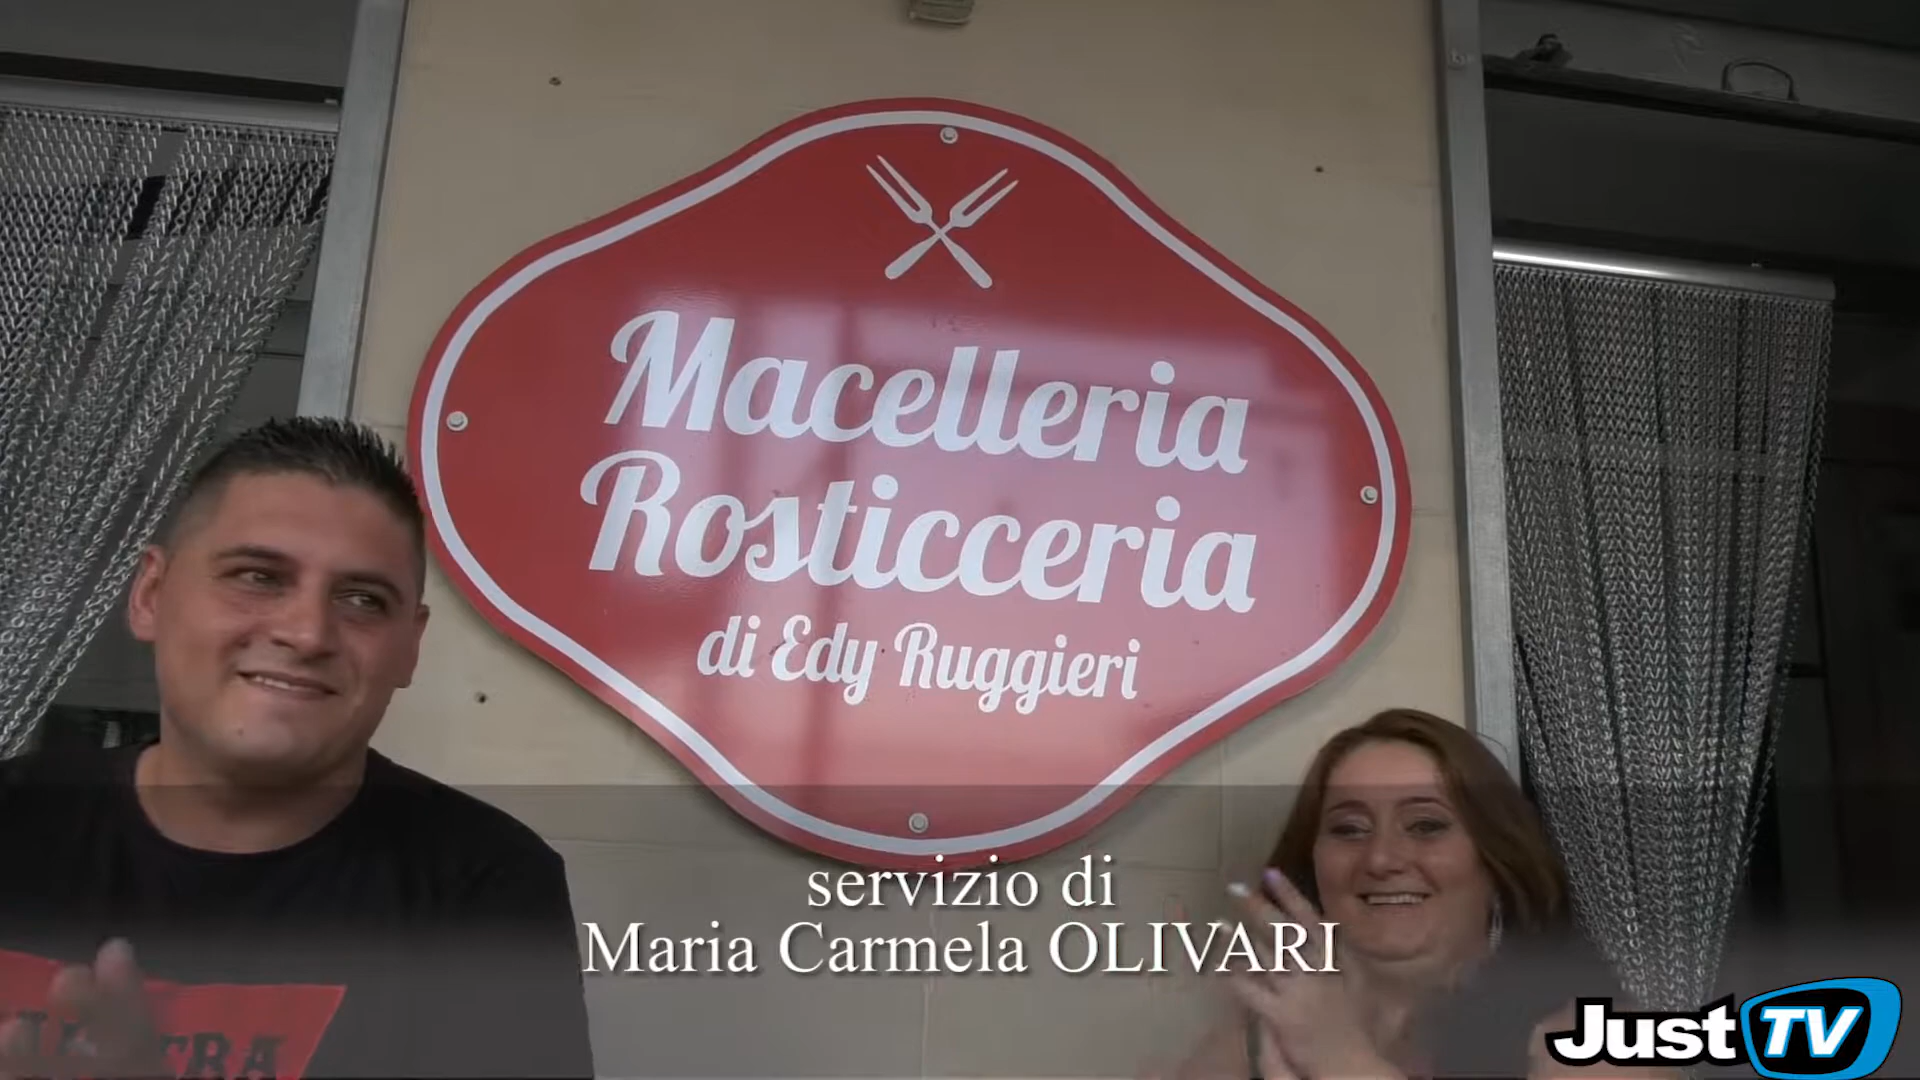 Macelleria
Rosticceria
di Edy Ruggieri
servizio di
Maria Carmela OLIVARI
Just TV